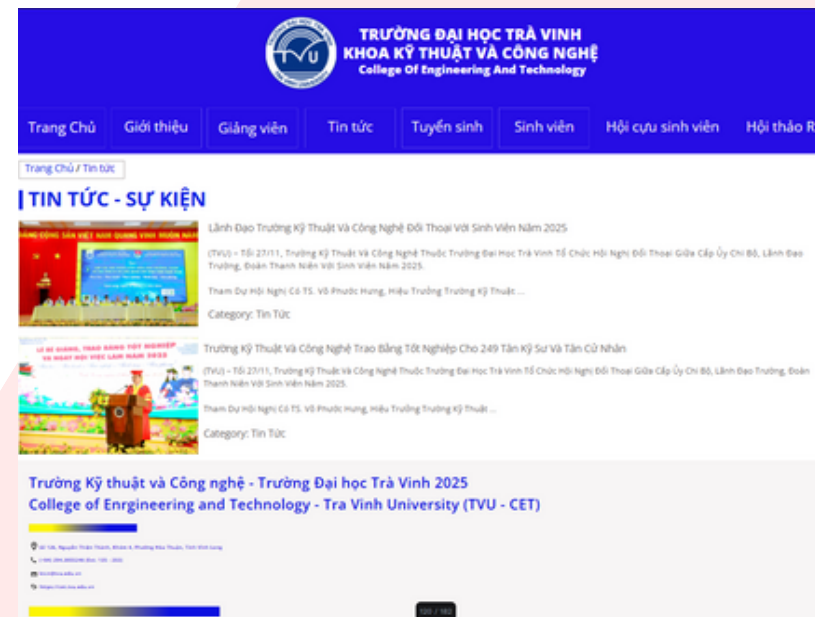 TRƯỜNG ĐẠI HỌC TRÀ VINH
KHOA KỸ THUẬT VÀ CÔNG NGHỆ
College Of Engineering And Technology
TVU
Trang Chủ Giới thiệu Giảng viên Tin tức Tuyển sinh Sinh viên Hội cựu sinh viên Hội thảo R
Trang Chủ / Tin tức
TIN TỨC - SỰ KIỆN
Lãnh Đạo Trường Kỹ Thuật Và Công Nghệ Đối Thoại Với Sinh Viên Năm 2025
(TVU) – Tối 27/11, Trường Kỹ Thuật Và Công Nghệ Thuộc Trường Đại Học Trà Vinh Tổ Chức Hội Nghị Đối Thoại Giữa Cấp Ủy Chi Bộ, Lãnh Đạo
Trường, Đoàn Thanh Niên Với Sinh Viên Năm 2025.
Tham Dự Hội Nghị Có TS. Võ Phước Hưng, Hiệu Trưởng Trường Kỹ Thuật ...
Category: Tin Tức
Trường Kỹ Thuật Và Công Nghệ Trao Bằng Tốt Nghiệp Cho 249 Tân Kỹ Sư Và Tân Cử Nhân
(TVU) – Tối 27/11, Trường Kỹ Thuật Và Công Nghệ Thuộc Trường Đại Học Trà Vinh Tổ Chức Hội Nghị Đối Thoại Giữa Cấp Ủy Chi Bộ, Lãnh Đạo Trường, Đoàn
Thanh Niên Với Sinh Viên Năm 2025.
Tham Dự Hội Nghị Có TS. Võ Phước Hưng, Hiệu Trưởng Trường Kỹ Thuật ...
Category: Tin Tức
Trường Kỹ thuật và Công nghệ - Trường Đại học Trà Vinh 2025
College of Enrgineering and Technology - Tra Vinh University (TVU - CET)
120 / 163